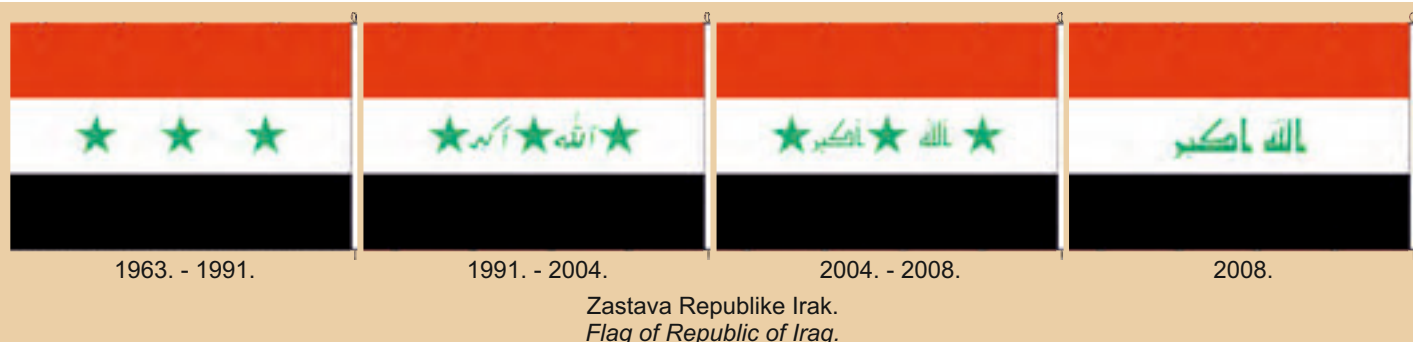 الله أكبر
الله اكبر
الله اكبر
1963. - 1991.
1991. - 2004.
2004. - 2008.
2008.
Zastava Republike Irak.
Flag of Republic of Iraq.